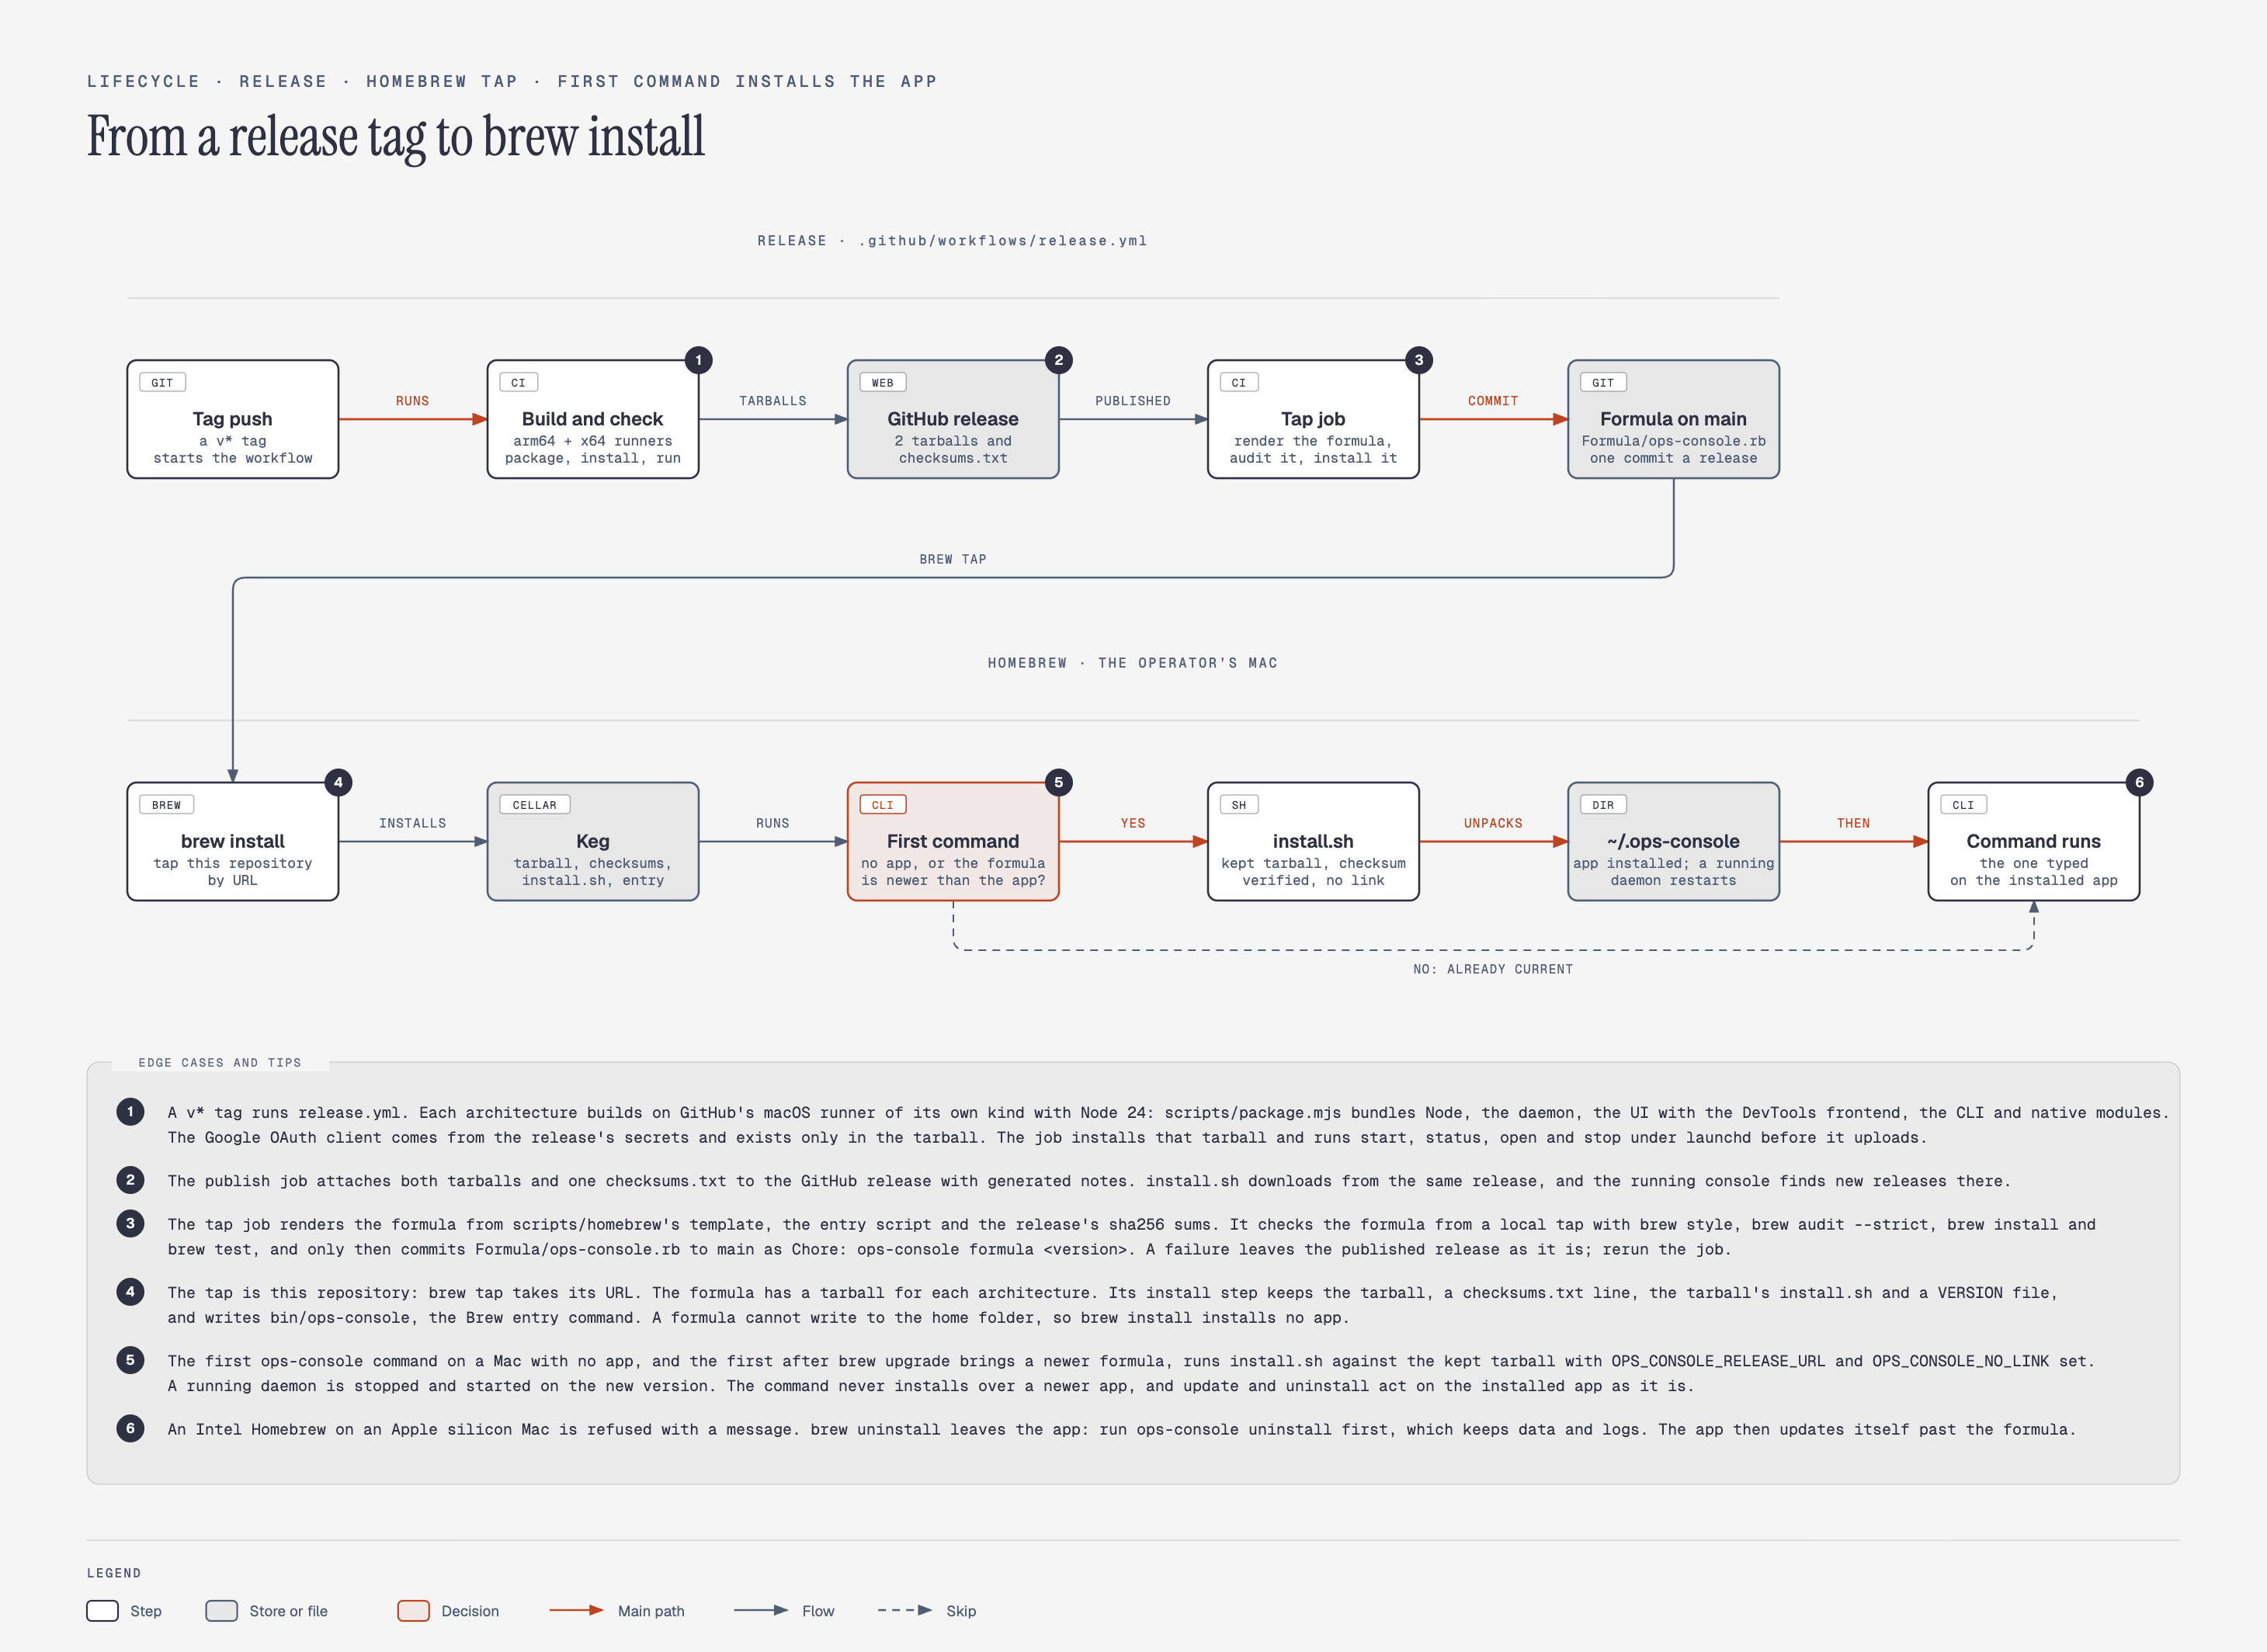 LIFECYCLE · RELEASE · HOMEBREW TAP · FIRST COMMAND INSTALLS THE APP
From a release tag to brew install
RELEASE · .github/workflows/release.yml
GIT
Tag push
a v* tag
starts the workflow
RUNS
1
CI
Build and check
arm64 + x64 runners
package, install, run
TARBALLS
2
WEB
GitHub release
2 tarballs and
checksums.txt
PUBLISHED
3
CI
Tap job
render the formula,
audit it, install it
COMMIT
GIT
Formula on main
Formula/ops-console.rb
one commit a release
BREW TAP
HOMEBREW · THE OPERATOR’S MAC
4
BREW
brew install
tap this repository
by URL
INSTALLS
CELLAR
Keg
tarball, checksums,
install.sh, entry
RUNS
5
CLI
First command
no app, or the formula
is newer than the app?
YES
SH
install.sh
kept tarball, checksum
verified, no link
UNPACKS
DIR
~/.ops-console
app installed; a running
daemon restarts
THEN
6
CLI
Command runs
the one typed
on the installed app
NO: ALREADY CURRENT
EDGE CASES AND TIPS
1 A v* tag runs release.yml. Each architecture builds on GitHub's macOS runner of its own kind with Node 24: scripts/package.mjs bundles Node, the daemon, the UI with the DevTools frontend, the CLI and native modules.
The Google OAuth client comes from the release's secrets and exists only in the tarball. The job installs that tarball and runs start, status, open and stop under launchd before it uploads.
2 The publish job attaches both tarballs and one checksums.txt to the GitHub release with generated notes. install.sh downloads from the same release, and the running console finds new releases there.
3 The tap job renders the formula from scripts/homebrew's template, the entry script and the release's sha256 sums. It checks the formula from a local tap with brew style, brew audit --strict, brew install and
brew test, and only then commits Formula/ops-console.rb to main as Chore: ops-console formula <version>. A failure leaves the published release as it is; rerun the job.
4 The tap is this repository: brew tap takes its URL. The formula has a tarball for each architecture. Its install step keeps the tarball, a checksums.txt line, the tarball's install.sh and a VERSION file,
and writes bin/ops-console, the Brew entry command. A formula cannot write to the home folder, so brew install installs no app.
5 The first ops-console command on a Mac with no app, and the first after brew upgrade brings a newer formula, runs install.sh against the kept tarball with OPS_CONSOLE_RELEASE_URL and OPS_CONSOLE_NO_LINK set.
A running daemon is stopped and started on the new version. The command never installs over a newer app, and update and uninstall act on the installed app as it is.
6 An Intel Homebrew on an Apple silicon Mac is refused with a message. brew uninstall leaves the app: run ops-console uninstall first, which keeps data and logs. The app then updates itself past the formula.
LEGEND
Step
Store or file
Decision
Main path
Flow
Skip